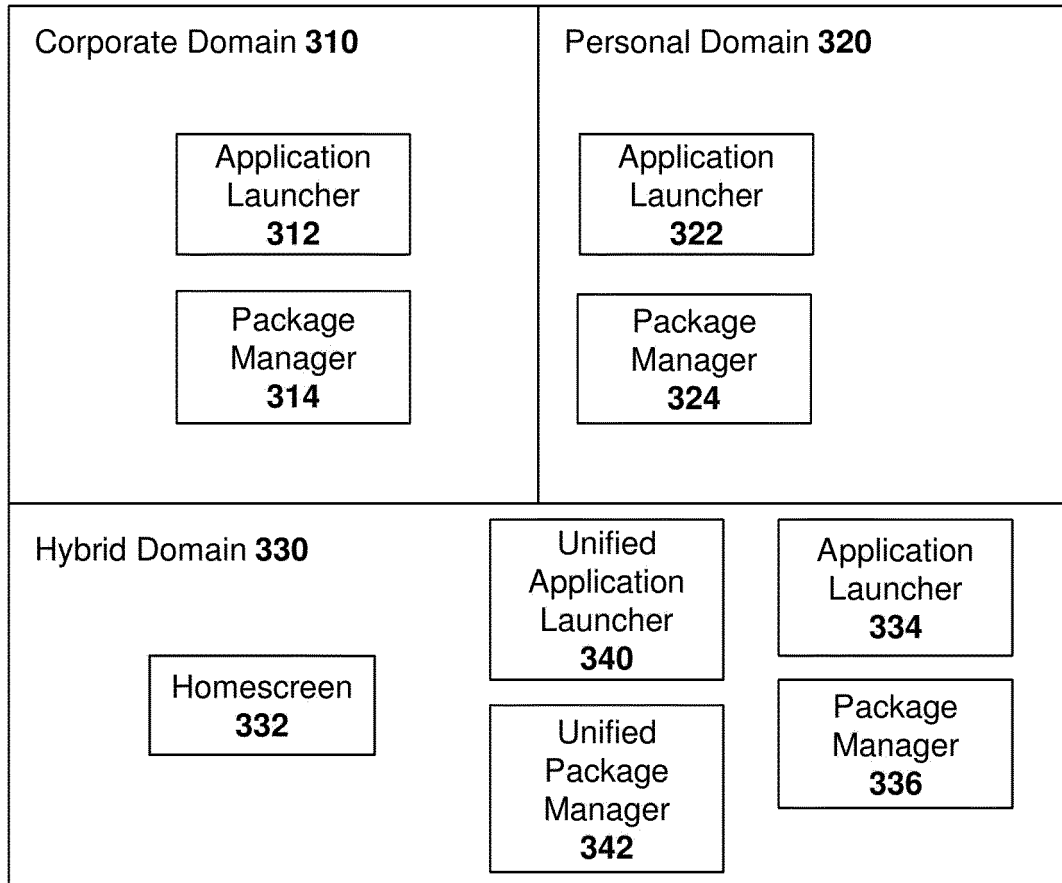 Corporate Domain 310
Application
Launcher
312
Package
Manager
314
Personal Domain 320
Application
Launcher
322
Package
Manager
324
Hybrid Domain 330
Homescreen
332
Unified
Application
Launcher
340
Unified
Package
Manager
342
Application
Launcher
334
Package
Manager
336